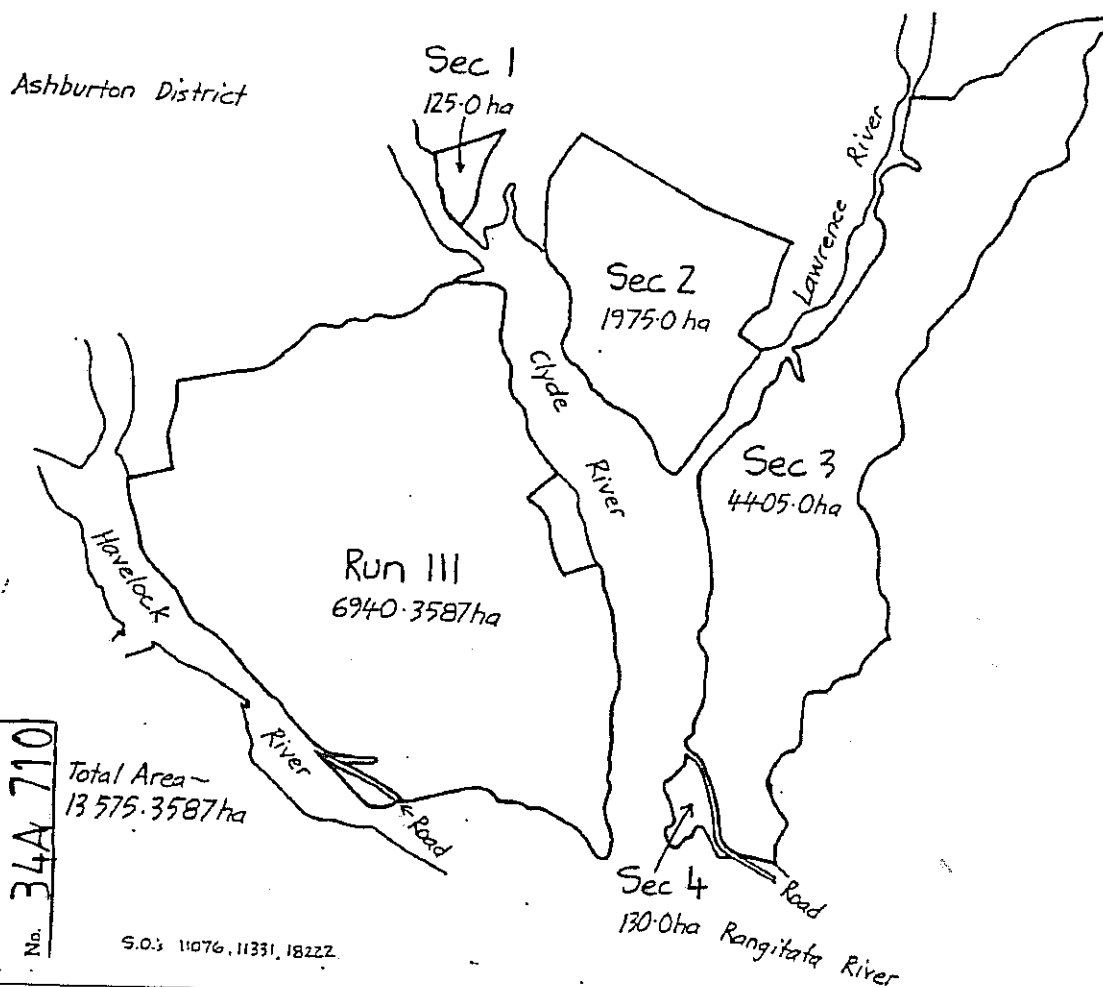 Ashburton District
Sec 1
125.0 ha
Sec 2
1975.0 ha
Lawrence River
Clyde River
Sec 3
4405.0ha
Run 111
6940.3587ha
Havelock River
Road
Total Area ~
13 575.3587ha
No. 34A 710
Sec 4
130.0ha
Road
Rangitata River
S.O.'s 11076, 11331, 18222